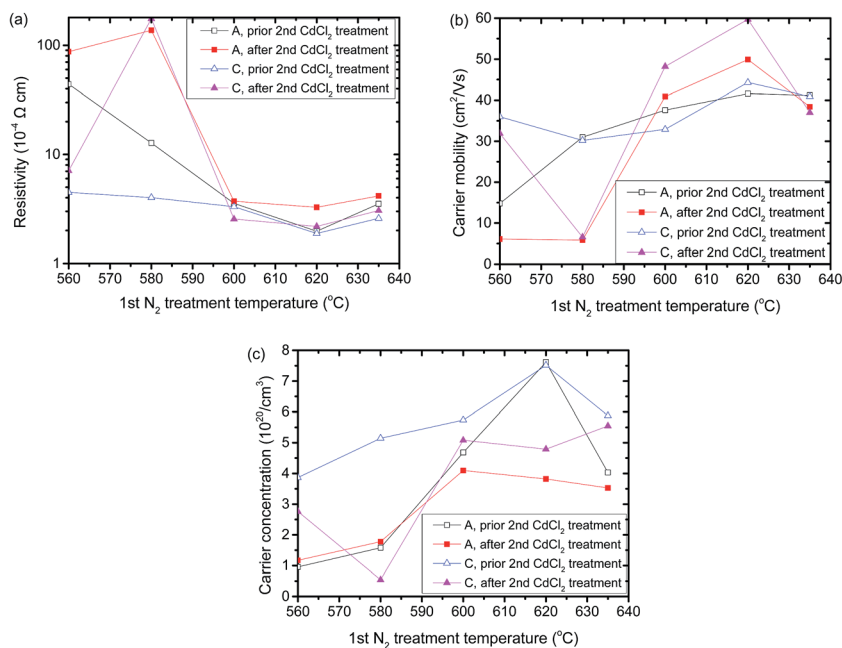 (a)
Resistivity (10⁻⁴ Ω cm)
100
10
1
A, prior 2nd CdCl₂ treatment
A, after 2nd CdCl₂ treatment
C, prior 2nd CdCl₂ treatment
C, after 2nd CdCl₂ treatment
560 570 580 590 600 610 620 630 640
1st N₂ treatment temperature (°C)
(b)
Carrier mobility (cm²/Vs)
60
50
40
30
20
10
0
A, prior 2nd CdCl₂ treatment
A, after 2nd CdCl₂ treatment
C, prior 2nd CdCl₂ treatment
C, after 2nd CdCl₂ treatment
560 570 580 590 600 610 620 630 640
1st N₂ treatment temperature (°C)
(c)
Carrier concentration (10²⁰/cm³)
8
7
6
5
4
3
2
1
0
A, prior 2nd CdCl₂ treatment
A, after 2nd CdCl₂ treatment
C, prior 2nd CdCl₂ treatment
C, after 2nd CdCl₂ treatment
560 570 580 590 600 610 620 630 640
1st N₂ treatment temperature (°C)